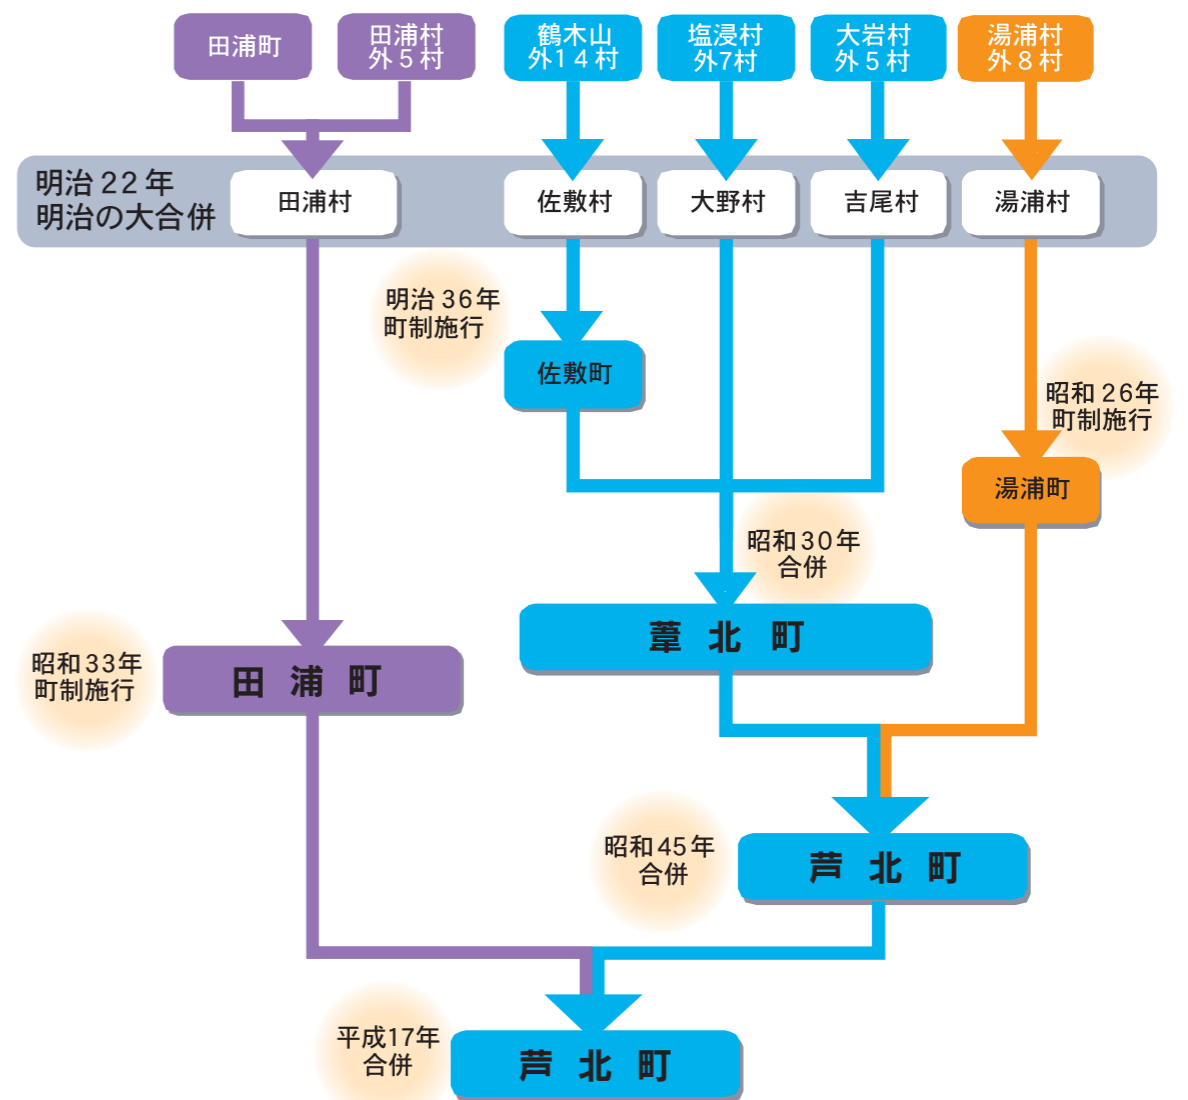 田浦町
田浦村
外5村
鶴木山
外14村
塩浸村
外7村
大岩村
外5村
湯浦村
外8村
明治22年
明治の大合併
田浦村
佐敷村
大野村
吉尾村
湯浦村
明治36年
町制施行
佐敷町
昭和26年
町制施行
湯浦町
昭和30年
合併
葦北町
昭和33年
町制施行
田浦町
昭和45年
合併
芦北町
平成17年
合併
芦北町